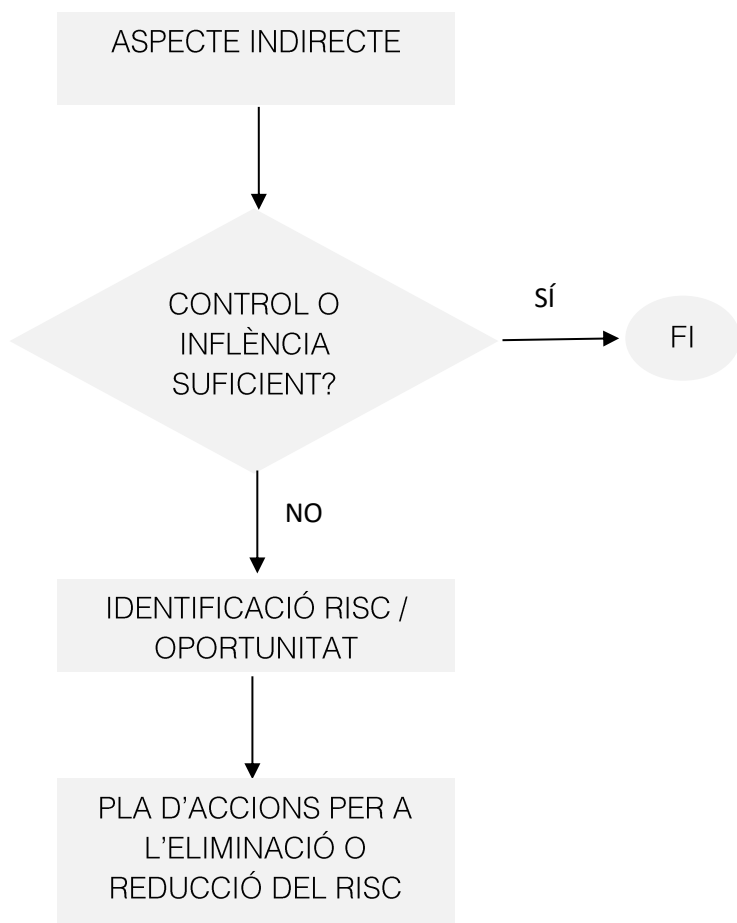 ASPECTE INDIRECTE
CONTROL O
INFLÈNCIA
SUFICIENT?
SÍ
FI
NO
IDENTIFICACIÓ RISC /
OPORTUNITAT
PLA D’ACCIONS PER A
L’ELIMINACIÓ O
REDUCCIÓ DEL RISC